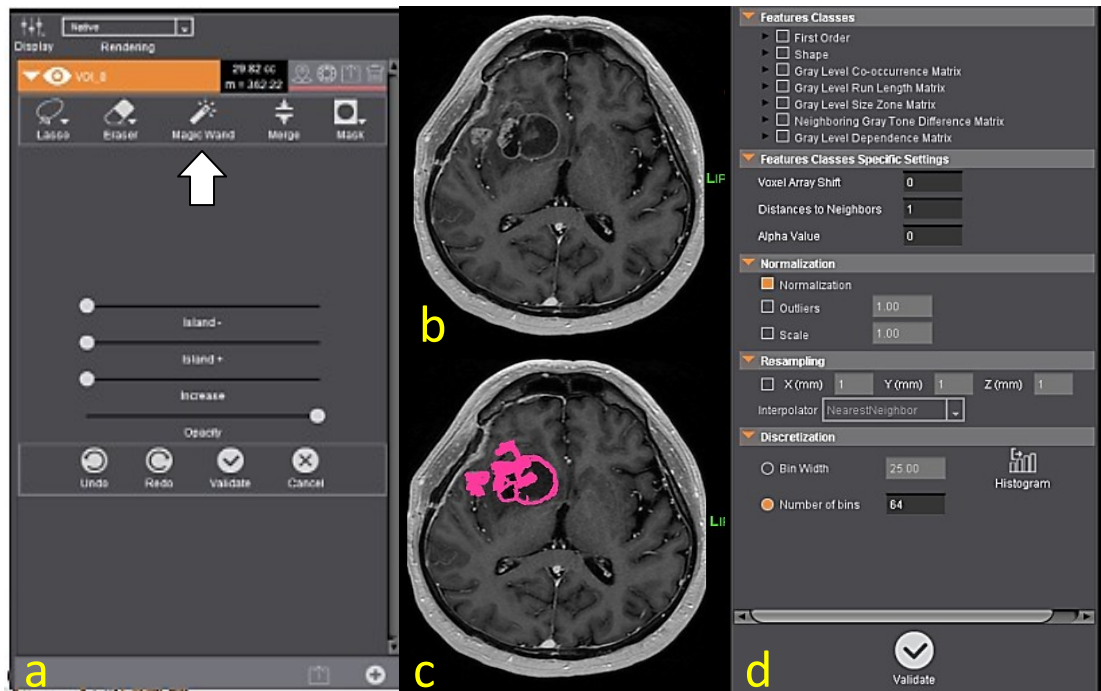 Native
Display Rendering
VOI_8
29.82 cc
m = 362.22
Lasso Eraser Magic Wand Merge Mask
Island -
Island +
Increase
Opacity
Undo Redo Validate Cancel
a
b
c
Features Classes
First Order
Shape
Gray Level Co-occurrence Matrix
Gray Level Run Length Matrix
Gray Level Size Zone Matrix
Neighboring Gray Tone Difference Matrix
Gray Level Dependence Matrix
Features Classes Specific Settings
Voxel Array Shift 0
Distances to Neighbors 1
Alpha Value 0
Normalization
Normalization
Outliers 1.00
Scale 1.00
Resampling
X (mm) 1 Y (mm) 1 Z (mm) 1
Interpolator NearestNeighbor
Discretization
Bin Width 25.00
Histogram
Number of bins 64
Validate
d